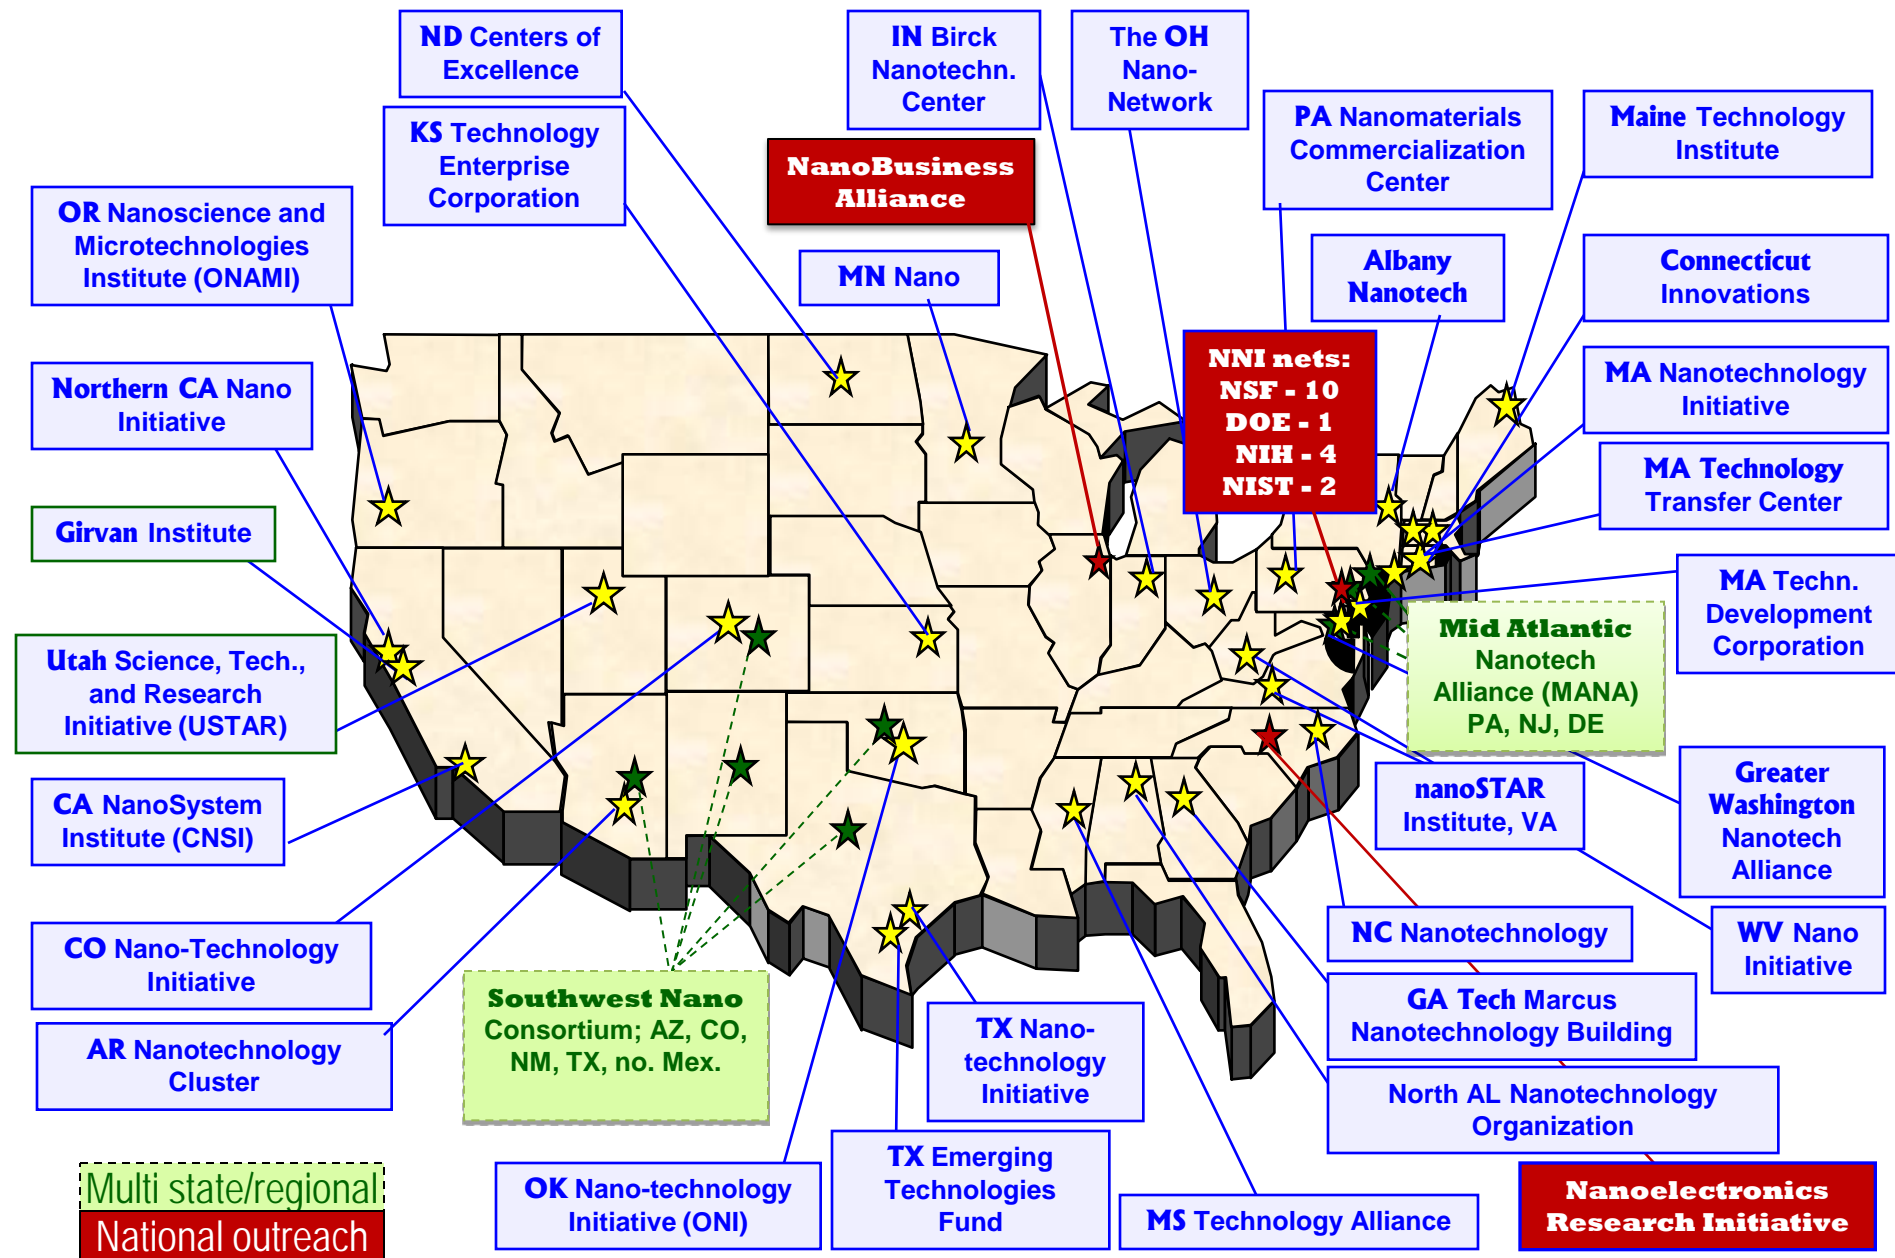 ND Centers of
Excellence
IN Birck
Nanotechn.
Center
The OH
Nano-
Network
KS Technology
Enterprise
Corporation
NanoBusiness
Alliance
PA Nanomaterials
Commercialization
Center
Maine Technology
Institute
OR Nanoscience and
Microtechnologies
Institute (ONAMI)
MN Nano
Albany
Nanotech
Connecticut
Innovations
NNI nets:
NSF - 10
DOE - 1
NIH - 4
NIST - 2
Northern CA Nano
Initiative
MA Nanotechnology
Initiative
MA Technology
Transfer Center
Girvan Institute
MA Techn.
Development
Corporation
Utah Science, Tech.,
and Research
Initiative (USTAR)
Mid Atlantic
Nanotech
Alliance (MANA)
PA, NJ, DE
CA NanoSystem
Institute (CNSI)
nanoSTAR
Institute, VA
Greater
Washington
Nanotech
Alliance
CO Nano-Technology
Initiative
NC Nanotechnology
WV Nano
Initiative
AR Nanotechnology
Cluster
Southwest Nano
Consortium; AZ, CO,
NM, TX, no. Mex.
TX Nano-
technology
Initiative
GA Tech Marcus
Nanotechnology Building
North AL Nanotechnology
Organization
Multi state/regional
National outreach
OK Nano-technology
Initiative (ONI)
TX Emerging
Technologies
Fund
MS Technology Alliance
Nanoelectronics
Research Initiative